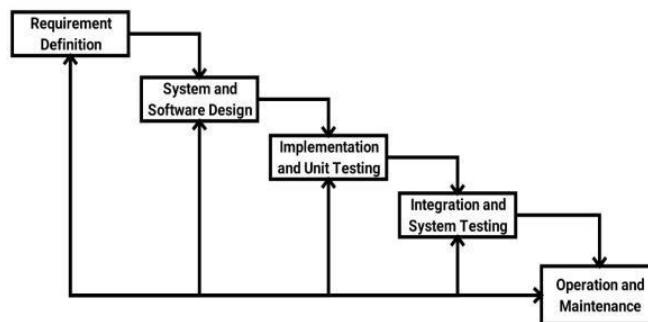 Requirement
Definition
System and
Software Design
Implementation
and Unit Testing
Integration and
System Testing
Operation and
Maintenance